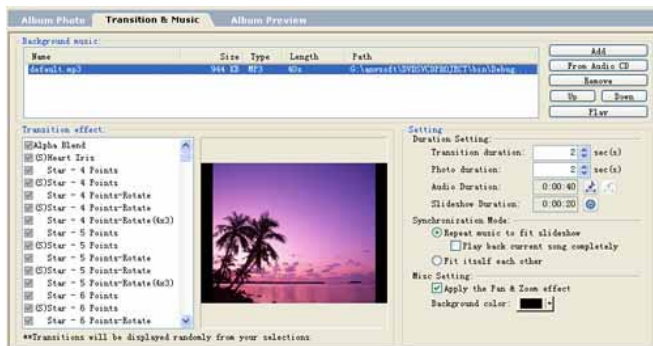 Album Photo Transition & Music Album Preview
Background music:
Name Size Type Length Path
default.mp3 944 KB MP3 40s G:\anvsoft\DVDSVCDPROJECT\bin\Debug
Add
From Audio CD
Remove
Up Down
Play
Transition effect:
Alpha Blend
(S)Heart Iris
Star - 4 Points
(S)Star - 4 Points
Star - 4 Points-Rotate
(S)Star - 4 Points-Rotate
Star - 4 Points-Rotate(4x3)
Star - 5 Points
(S)Star - 5 Points
Star - 5 Points-Rotate
(S)Star - 5 Points-Rotate
Star - 5 Points-Rotate(4x3)
Star - 6 Points
(S)Star - 6 Points
Star - 6 Points-Rotate
**Transitions will be displayed randomly from your selections
Setting
Duration Setting:
Transition duration: 2 sec(s)
Photo duration: 2 sec(s)
Audio Duration: 0:00:40
Slideshow Duration: 0:00:20
Synchronization Mode:
Repeat music to fit slideshow
Play back current song completely
Fit itself each other
Misc Setting:
Apply the Pan & Zoom effect
Background color: